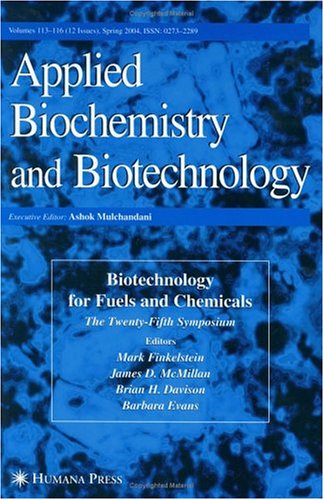 Volumes 113–116 (12 Issues), Spring 2004, ISSN: 0273–2289
Applied
Biochemistry
and Biotechnology
Executive Editor: Ashok Mulchandani
Biotechnology
for Fuels and Chemicals
The Twenty-Fifth Symposium
Editors
Mark Finkelstein
James D. McMillan
Brian H. Davison
Barbara Evans
HUMANA PRESS